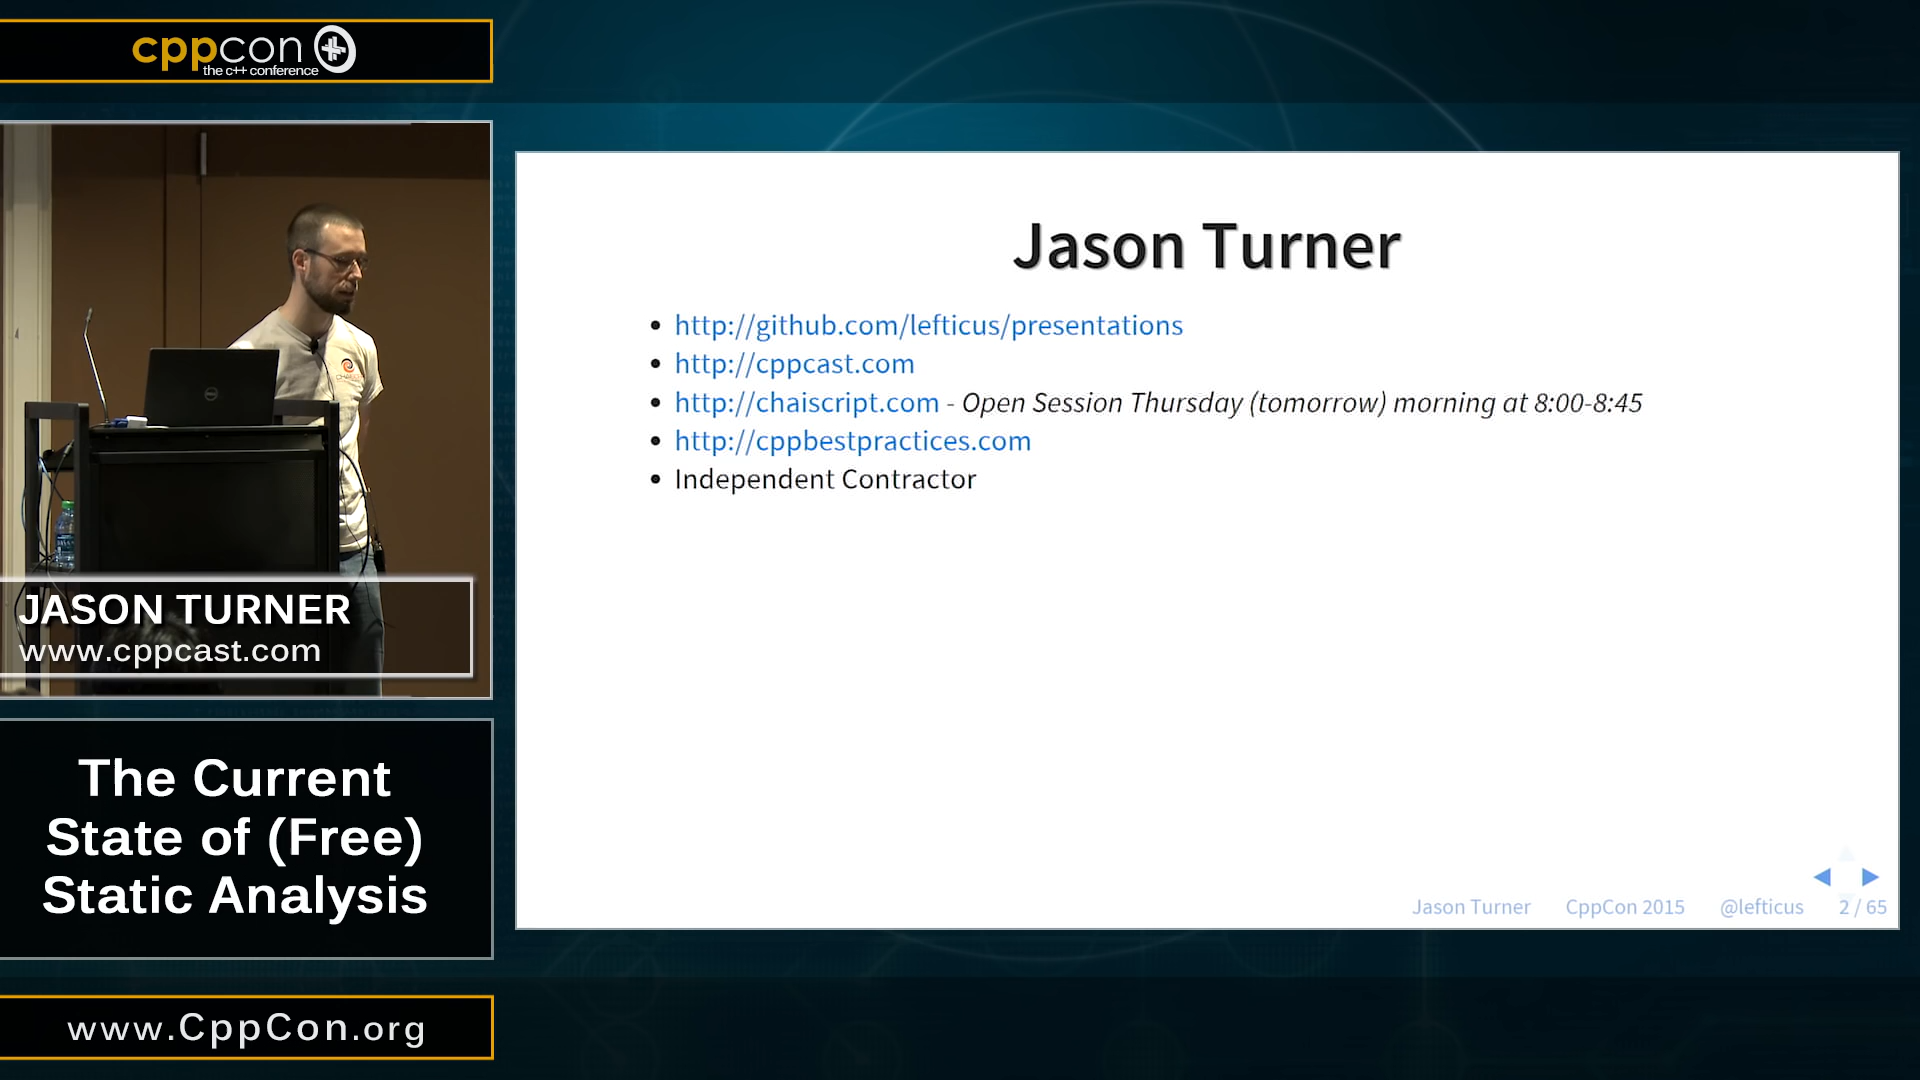 cppcon
the c++ conference
JASON TURNER
www.cppcast.com
The Current
State of (Free)
Static Analysis
www.CppCon.org
Jason Turner
http://github.com/lefticus/presentations
http://cppcast.com
http://chaiscript.com - Open Session Thursday (tomorrow) morning at 8:00-8:45
http://cppbestpractices.com
Independent Contractor
Jason Turner CppCon 2015 @lefticus 2 / 65